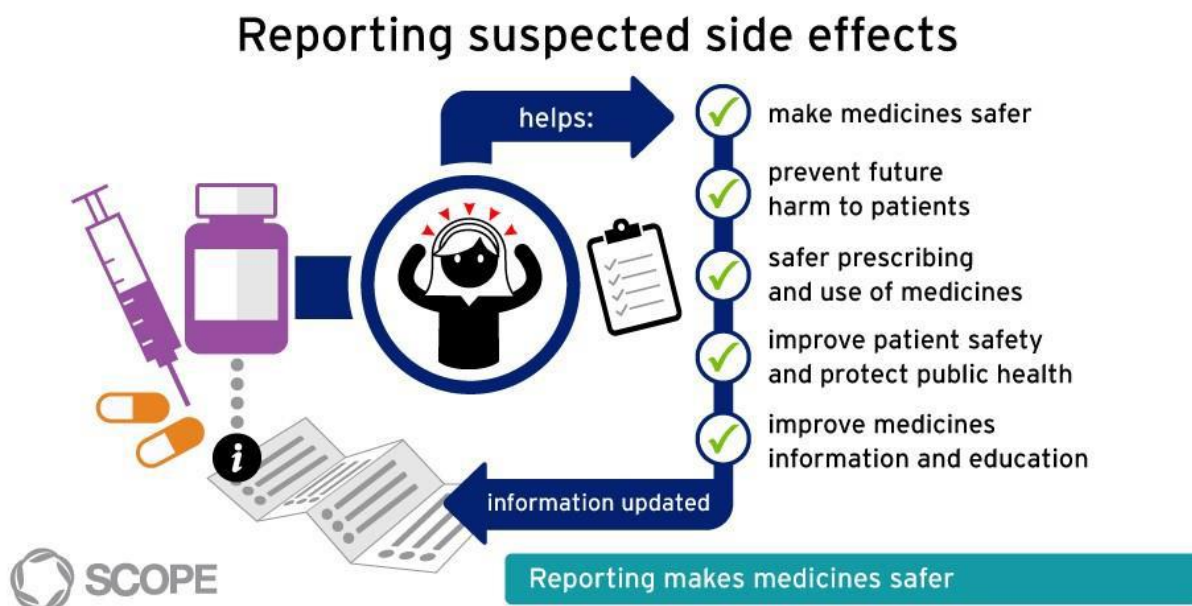 Reporting suspected side effects
helps:
make medicines safer
prevent future
harm to patients
safer prescribing
and use of medicines
improve patient safety
and protect public health
improve medicines
information and education
i
information updated
SCOPE
Reporting makes medicines safer